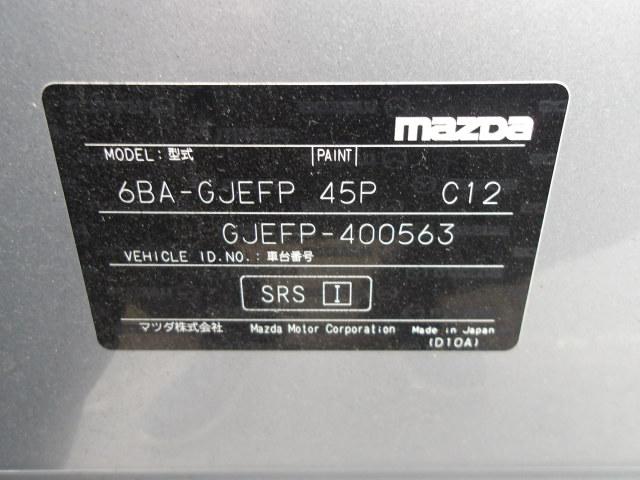 mazda
MODEL : 型式 PAINT
6BA-GJEFP 45P C12
GJEFP-400563
VEHICLE ID.NO. : 車台番号
SRS I
マツダ株式会社 Mazda Motor Corporation Made in Japan
(D10A)